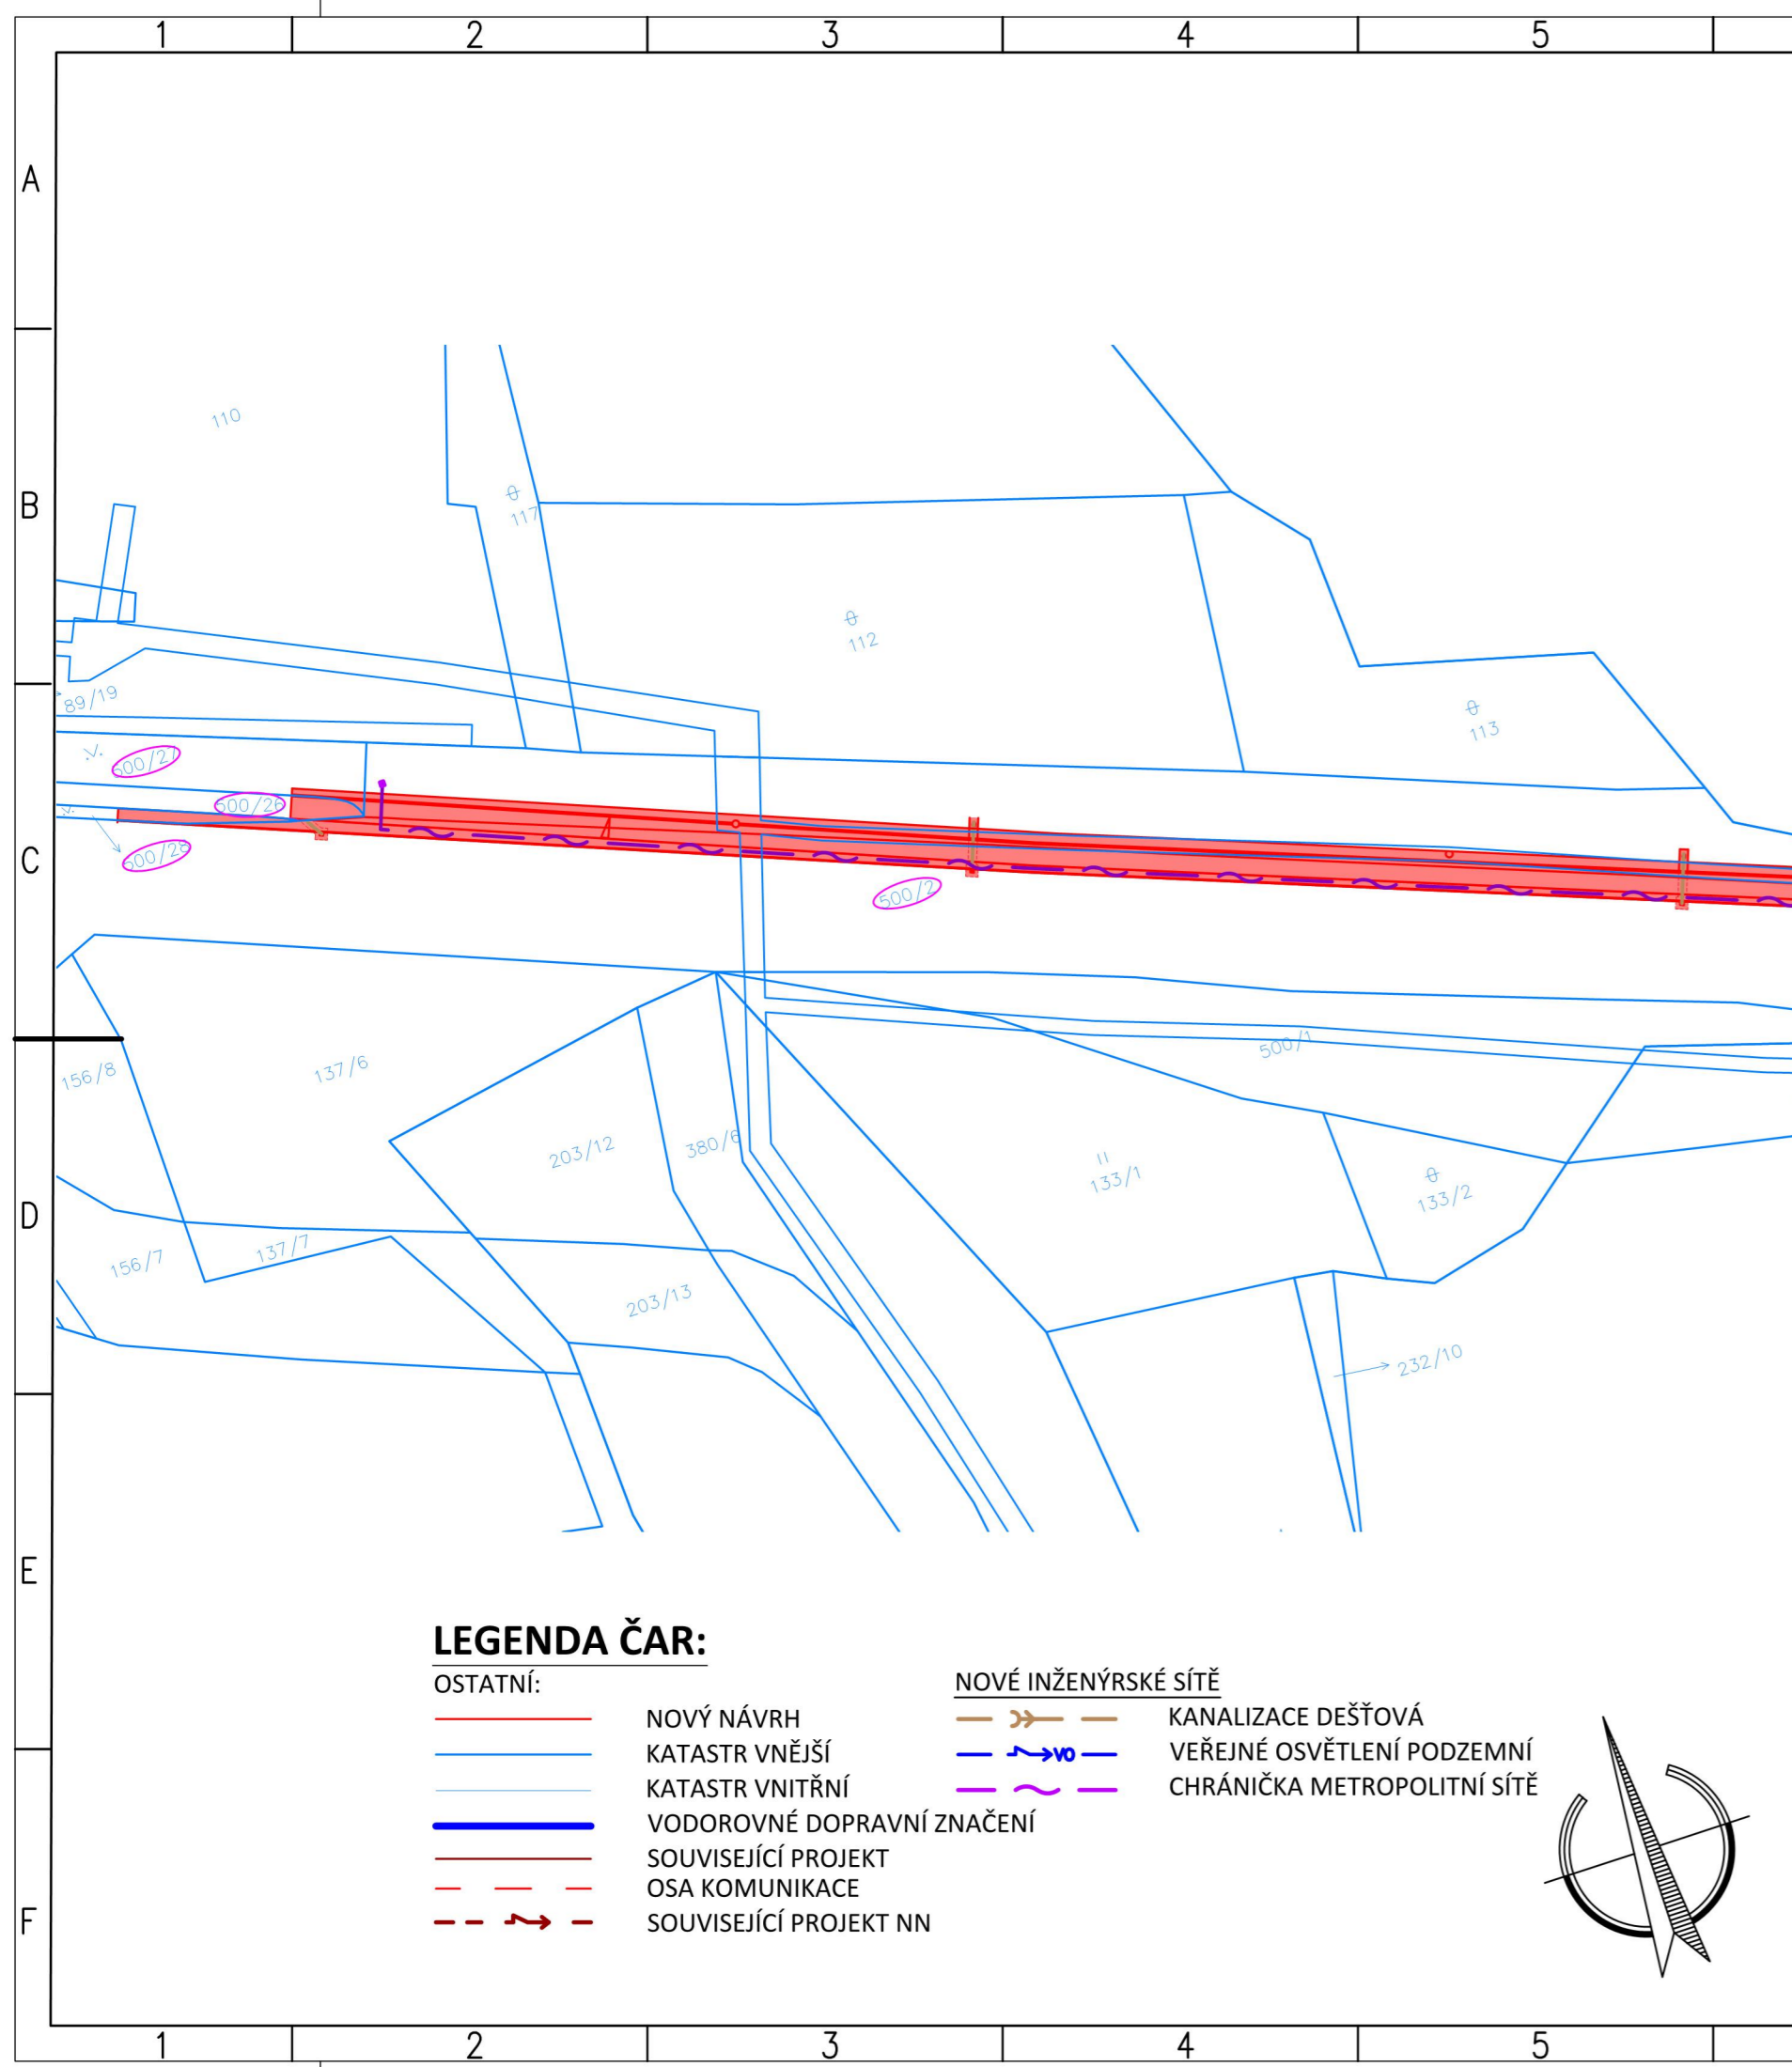 1 2 3 4 5
A
110
B
117
112
89/19
113
500/27
500/26
C
500/28
500/2
500/1
156/8
137/6
203/12
380/6
133/1
133/2
D
137/7
156/7
203/13
232/10
E
LEGENDA ČAR:
OSTATNÍ:
NOVÝ NÁVRH
KATASTR VNĚJŠÍ
KATASTR VNITŘNÍ
VODOROVNÉ DOPRAVNÍ ZNAČENÍ
SOUVISEJÍCÍ PROJEKT
OSA KOMUNIKACE
SOUVISEJÍCÍ PROJEKT NN
NOVÉ INŽENÝRSKÉ SÍTĚ
KANALIZACE DEŠŤOVÁ
VO VEŘEJNÉ OSVĚTLENÍ PODZEMNÍ
CHRÁNIČKA METROPOLITNÍ SÍTĚ
F
1 2 3 4 5